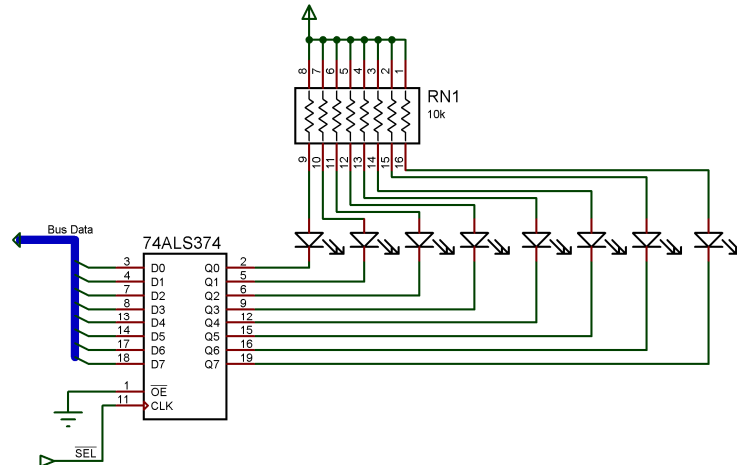 8 7 6 5 4 3 2 1
RN1
10k
9 10 11 12 13 14 15 16
Bus Data
74ALS374
3 D0 Q0 2
4 D1 Q1 5
7 D2 Q2 6
8 D3 Q3 9
13 D4 Q4 12
14 D5 Q5 15
17 D6 Q6 16
18 D7 Q7 19
1 OE
11 CLK
SEL